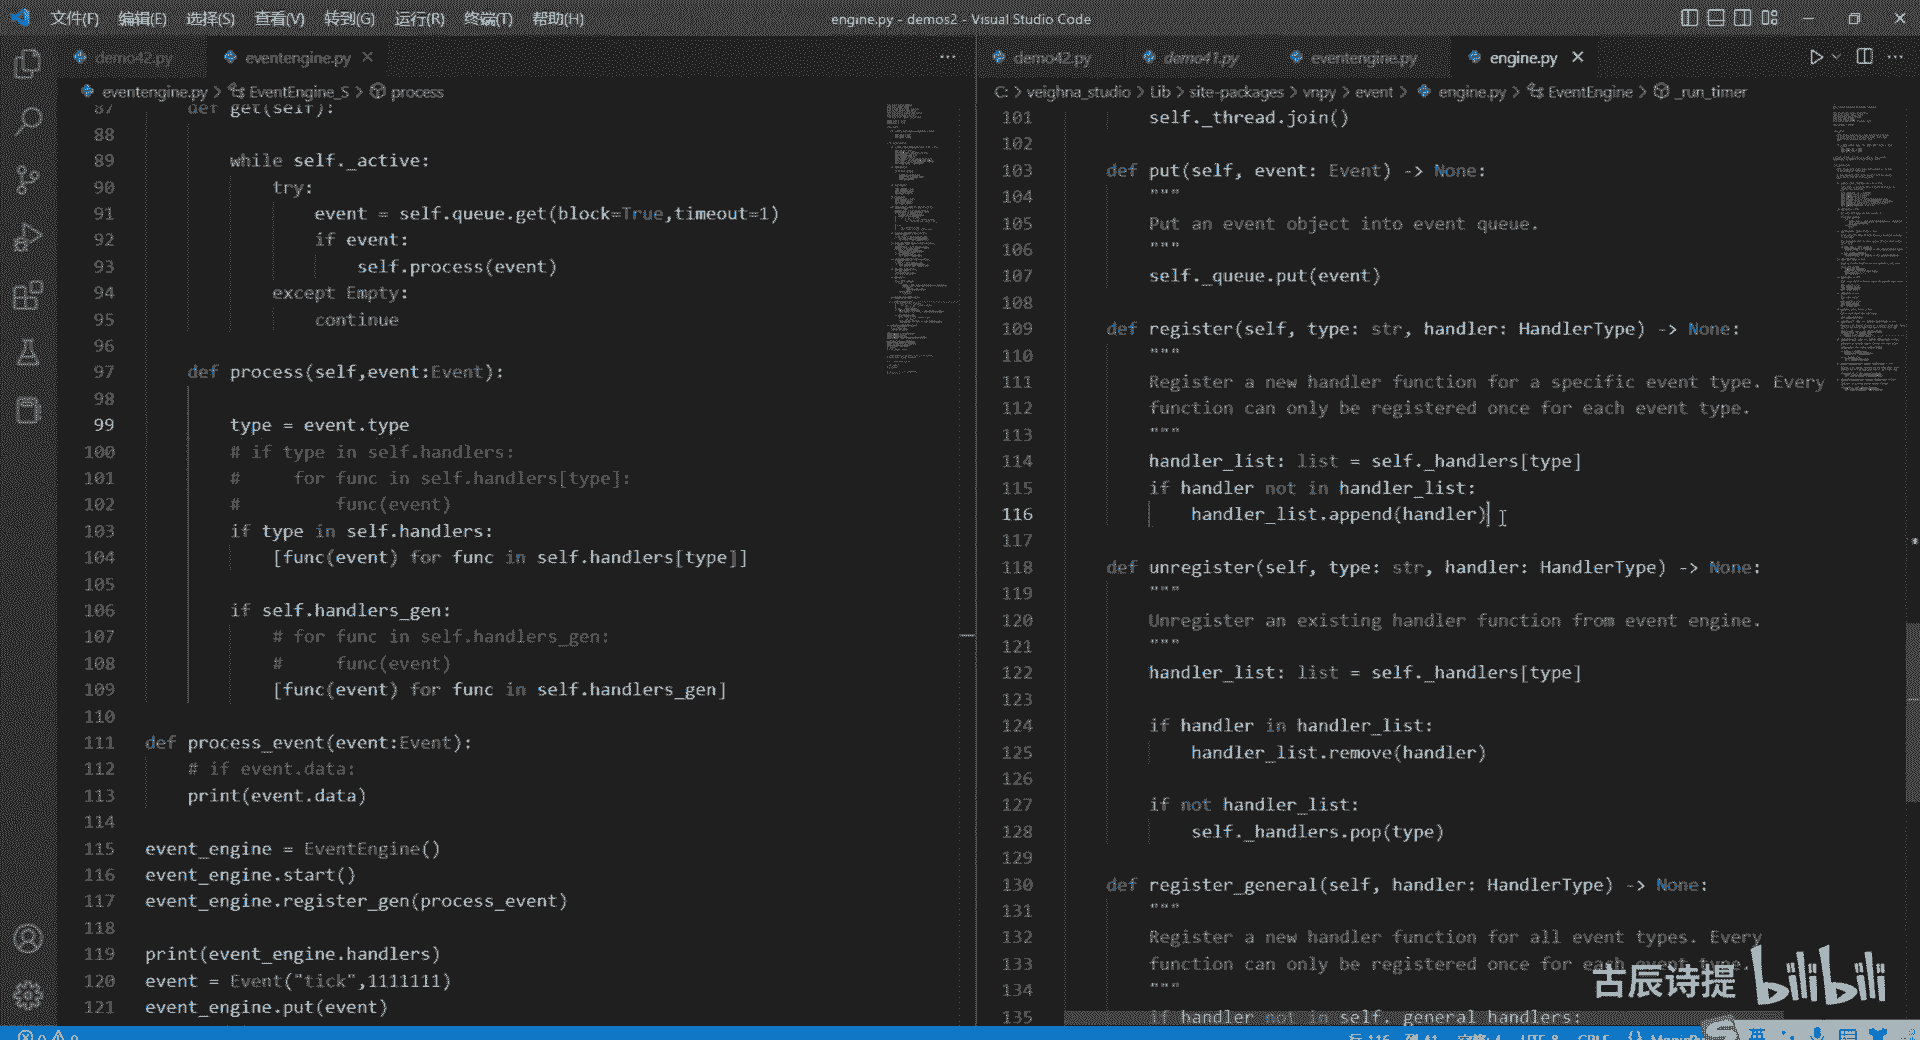 文件(F) 编辑(E) 选择(S) 查看(V) 转到(G) 运行(R) 终端(T) 帮助(H) engine.py - demos2 - Visual Studio Code
demo42.py eventengine.py
eventengine.py > EventEngine_S > process
87 def get(self):
88
89 while self._active:
90 try:
91 event = self.queue.get(block=True,timeout=1)
92 if event:
93 self.process(event)
94 except Empty:
95 continue
96
97 def process(self,event:Event):
98
99 type = event.type
100 # if type in self.handlers:
101 # for func in self.handlers[type]:
102 # func(event)
103 if type in self.handlers:
104 [func(event) for func in self.handlers[type]]
105
106 if self.handlers_gen:
107 # for func in self.handlers_gen:
108 # func(event)
109 [func(event) for func in self.handlers_gen]
110
111 def process_event(event:Event):
112 # if event.data:
113 print(event.data)
114
115 event_engine = EventEngine()
116 event_engine.start()
117 event_engine.register_gen(process_event)
118
119 print(event_engine.handlers)
120 event = Event("tick",1111111)
121 event_engine.put(event)
demo42.py demo41.py eventengine.py engine.py
C: > veighna_studio > Lib > site-packages > vnpy > event > engine.py > EventEngine > _run_timer
101 self._thread.join()
102
103 def put(self, event: Event) -> None:
104 """
105 Put an event object into event queue.
106 """
107 self._queue.put(event)
108
109 def register(self, type: str, handler: HandlerType) -> None:
110 """
111 Register a new handler function for a specific event type. Every
112 function can only be registered once for each event type.
113 """
114 handler_list: list = self._handlers[type]
115 if handler not in handler_list:
116 handler_list.append(handler)
117
118 def unregister(self, type: str, handler: HandlerType) -> None:
119 """
120 Unregister an existing handler function from event engine.
121 """
122 handler_list: list = self._handlers[type]
123
124 if handler in handler_list:
125 handler_list.remove(handler)
126
127 if not handler_list:
128 self._handlers.pop(type)
129
130 def register_general(self, handler: HandlerType) -> None:
131 """
132 Register a new handler function for all event types. Every
133 function can only be registered once for each event type.
134 """
135 if handler not in self._general_handlers:
古辰诗提 bilibili